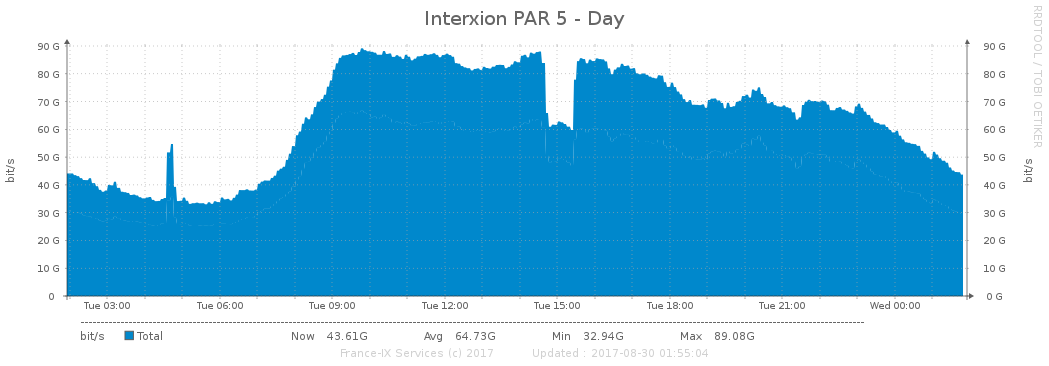 Interxion PAR 5 - Day
RRDTOOL / TOBI OETIKER
90 G 90 G
80 G 80 G
70 G 70 G
60 G 60 G
50 G 50 G
40 G 40 G
30 G 30 G
20 G 20 G
10 G 10 G
0 0 G
bit/s bit/s
Tue 03:00 Tue 06:00 Tue 09:00 Tue 12:00 Tue 15:00 Tue 18:00 Tue 21:00 Wed 00:00
bit/s Total Now 43.61G Avg 64.73G Min 32.94G Max 89.08G
France-IX Services (c) 2017 Updated : 2017-08-30 01:55:04